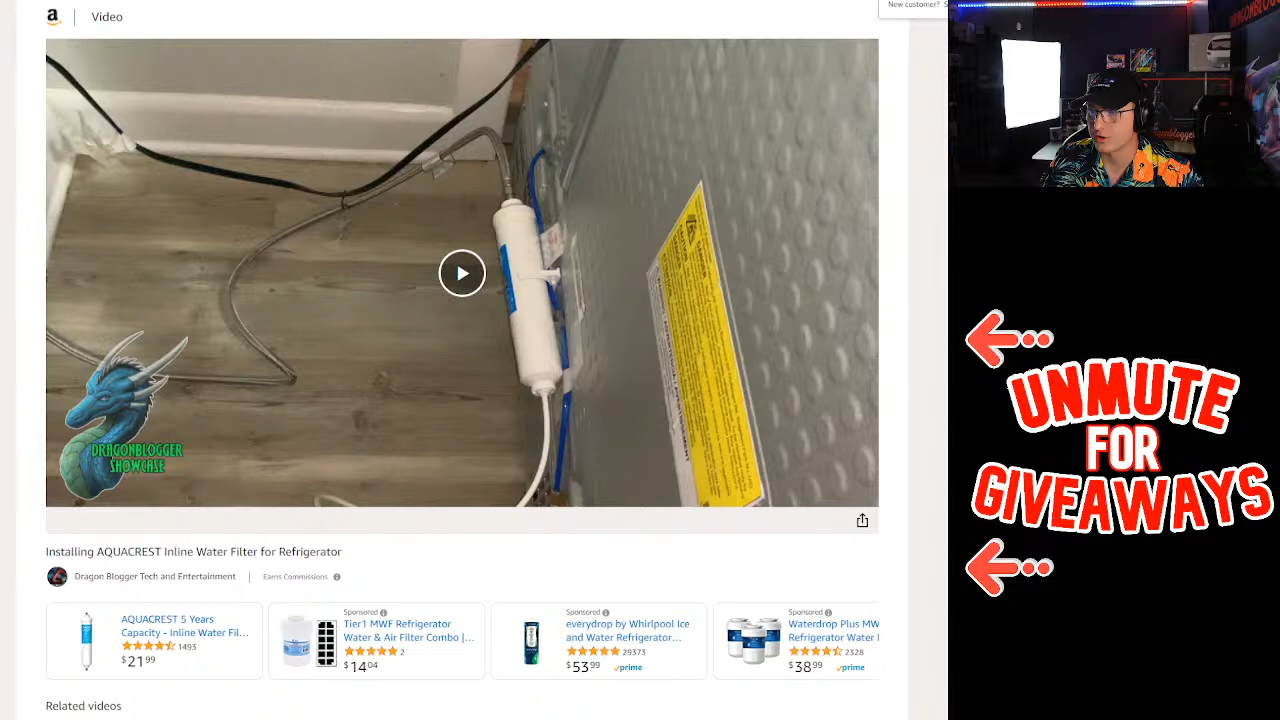 New customer? S
a
Video
CAUTION
DRAGONBLOGGER
SHOWCASE
Installing AQUACREST Inline Water Filter for Refrigerator
Dragon Blogger Tech and Entertainment
Earns Commissions
AQUACREST 5 Years
Capacity - Inline Water Fil...
1493
$21 99
Sponsored
Tier1 MWF Refrigerator
Water & Air Filter Combo |...
2
$14 04
Sponsored
everydrop by Whirlpool Ice
and Water Refrigerator...
29373
$53 99
prime
Sponsored
Waterdrop Plus MW
Refrigerator Water I
2328
$38 99
prime
Related videos
UNMUTE
FOR
GIVEAWAYS